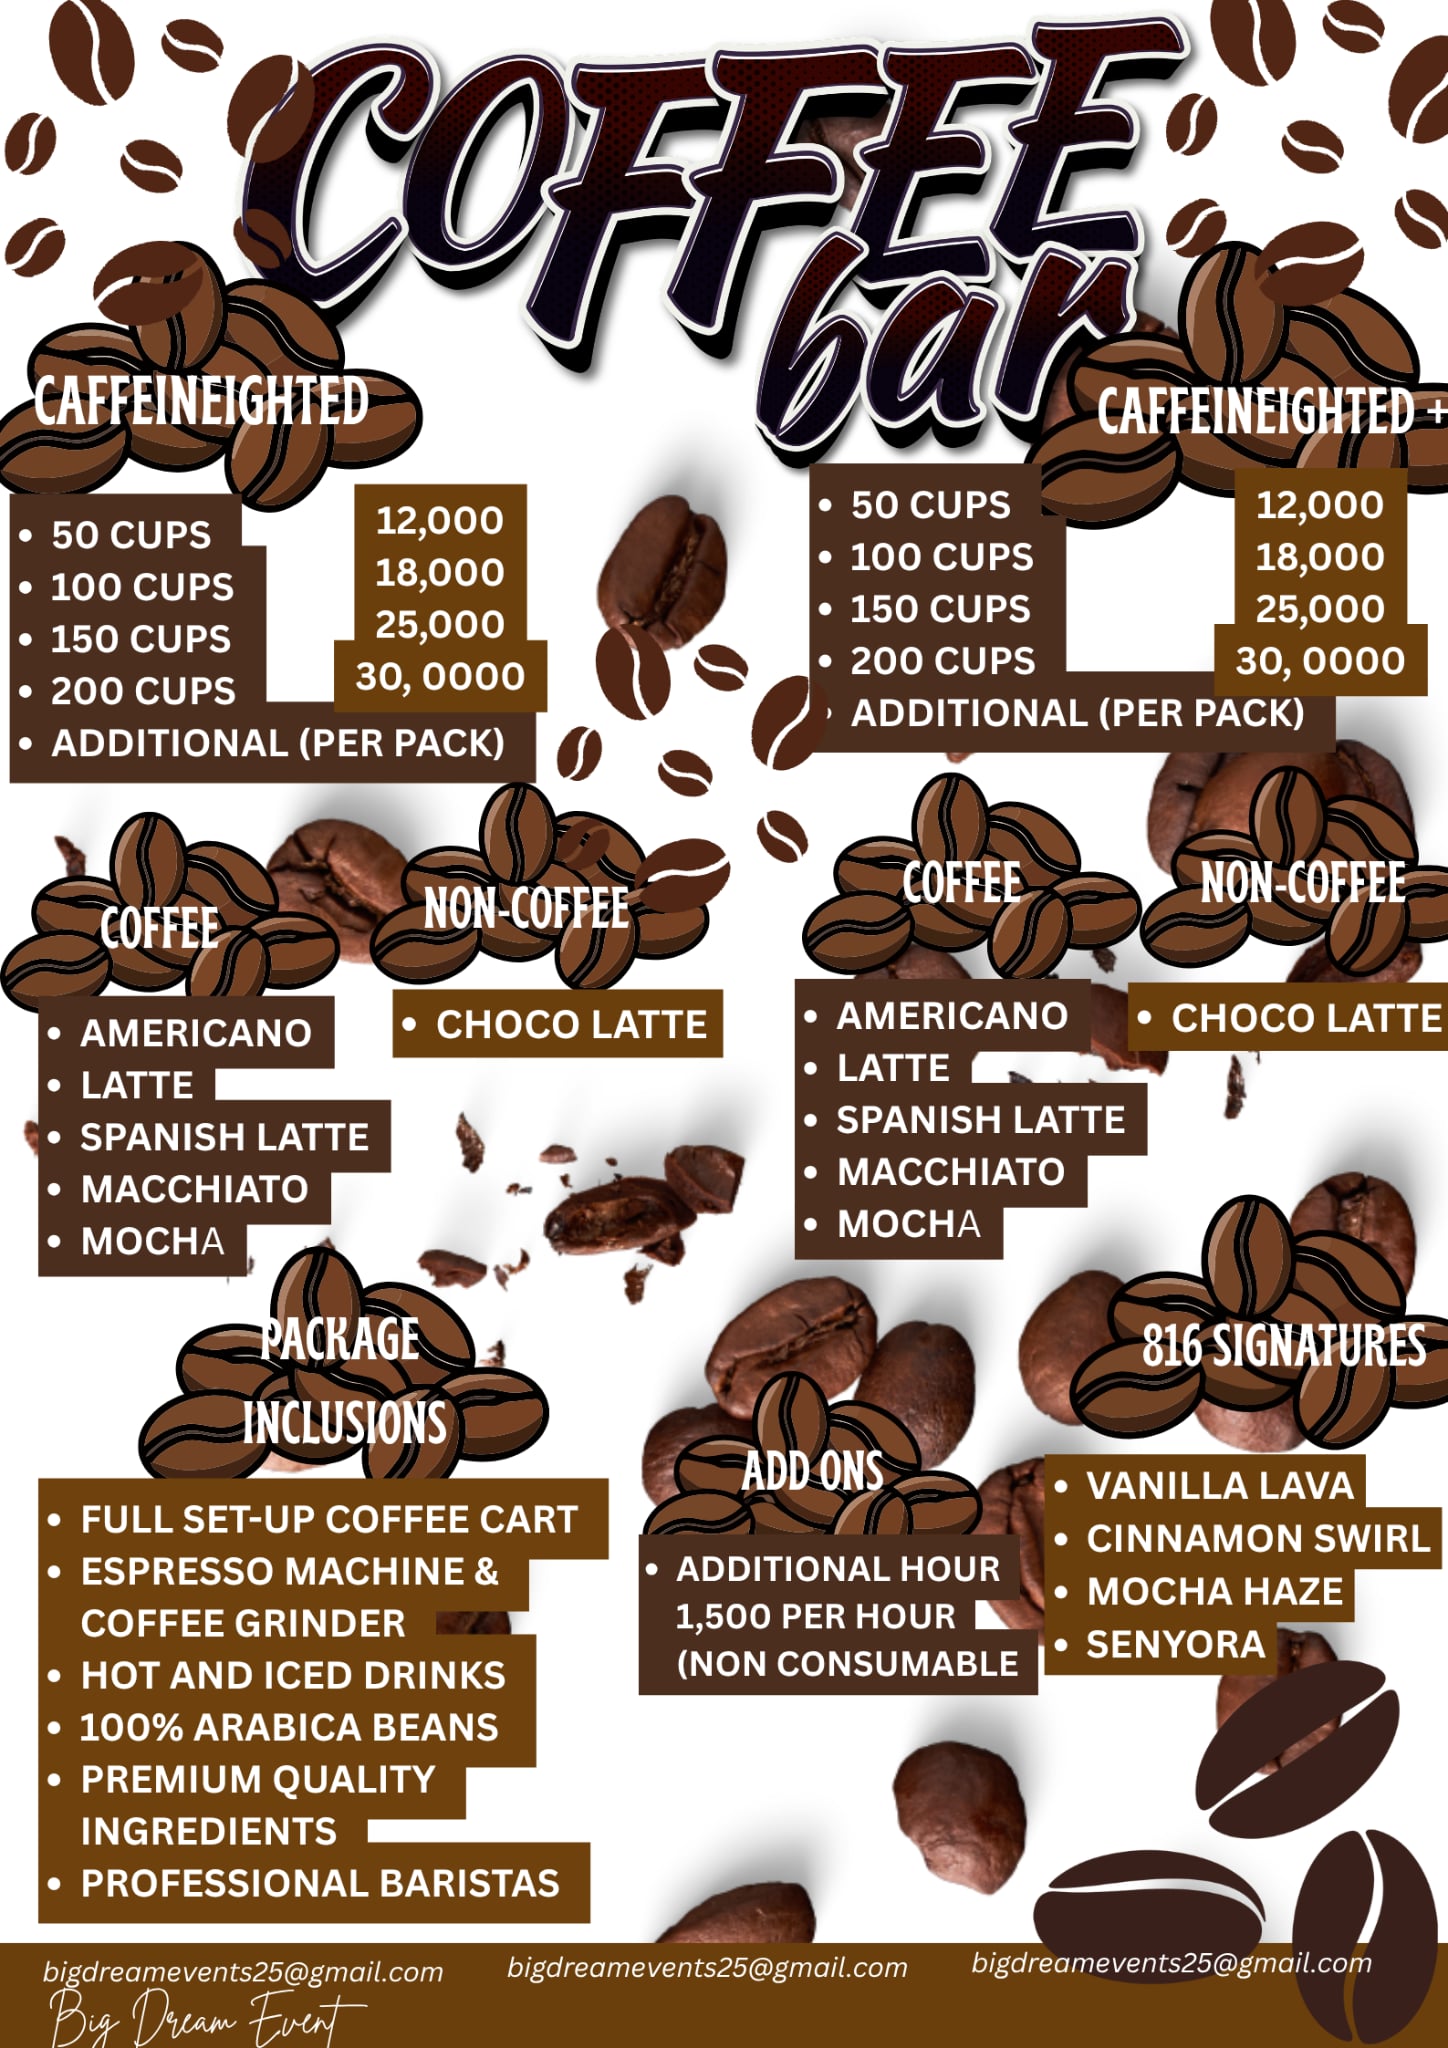 COFFEE
bar
CAFFEINEIGHTED
• 50 CUPS
• 100 CUPS
• 150 CUPS
• 200 CUPS
• ADDITIONAL (PER PACK)
12,000
18,000
25,000
30, 0000
CAFFEINEIGHTED +
• 50 CUPS
• 100 CUPS
• 150 CUPS
• 200 CUPS
• ADDITIONAL (PER PACK)
12,000
18,000
25,000
30, 0000
COFFEE
• AMERICANO
• LATTE
• SPANISH LATTE
• MACCHIATO
• MOCHA
NON-COFFEE
• CHOCO LATTE
COFFEE
• AMERICANO
• LATTE
• SPANISH LATTE
• MACCHIATO
• MOCHA
NON-COFFEE
• CHOCO LATTE
PACKAGE
INCLUSIONS
• FULL SET-UP COFFEE CART
• ESPRESSO MACHINE &
COFFEE GRINDER
• HOT AND ICED DRINKS
• 100% ARABICA BEANS
• PREMIUM QUALITY
INGREDIENTS
• PROFESSIONAL BARISTAS
ADD ONS
• ADDITIONAL HOUR
1,500 PER HOUR
(NON CONSUMABLE
816 SIGNATURES
• VANILLA LAVA
• CINNAMON SWIRL
• MOCHA HAZE
• SENYORA
bigdreamevents25@gmail.com
bigdreamevents25@gmail.com
bigdreamevents25@gmail.com
Big Dream Event